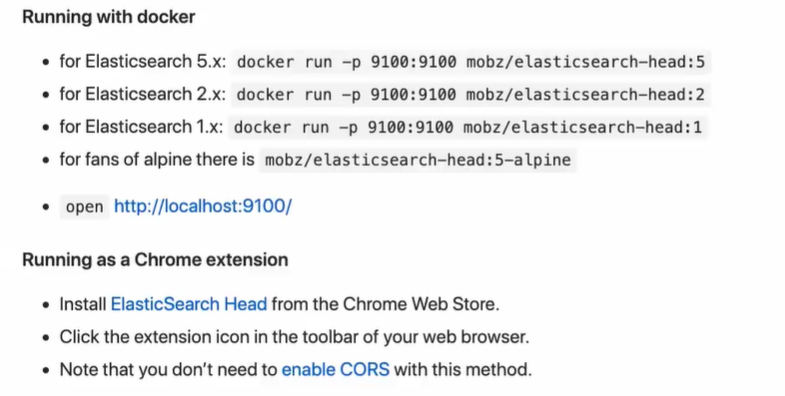 Running with docker
for Elasticsearch 5.x: docker run -p 9100:9100 mobz/elasticsearch-head:5
for Elasticsearch 2.x: docker run -p 9100:9100 mobz/elasticsearch-head:2
for Elasticsearch 1.x: docker run -p 9100:9100 mobz/elasticsearch-head:1
for fans of alpine there is mobz/elasticsearch-head:5-alpine
open http://localhost:9100/
Running as a Chrome extension
Install ElasticSearch Head from the Chrome Web Store.
Click the extension icon in the toolbar of your web browser.
Note that you don’t need to enable CORS with this method.